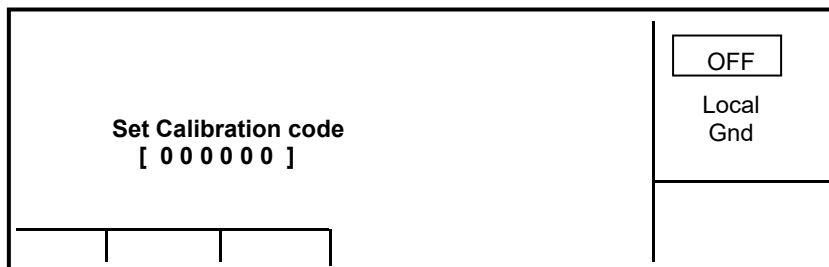 Set Calibration code
[ 0 0 0 0 0 0 ]
OFF
Local
Gnd